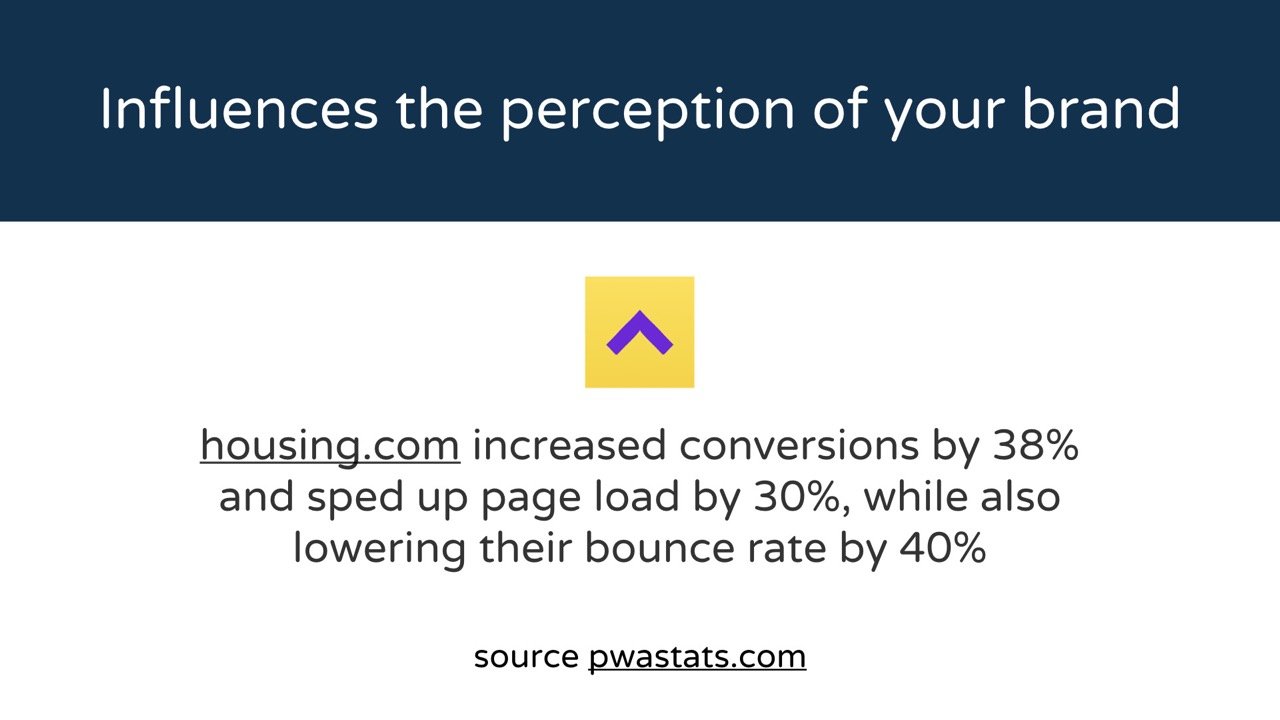 Influences the perception of your brand
housing.com increased conversions by 38%
and sped up page load by 30%, while also
lowering their bounce rate by 40%
source pwastats.com